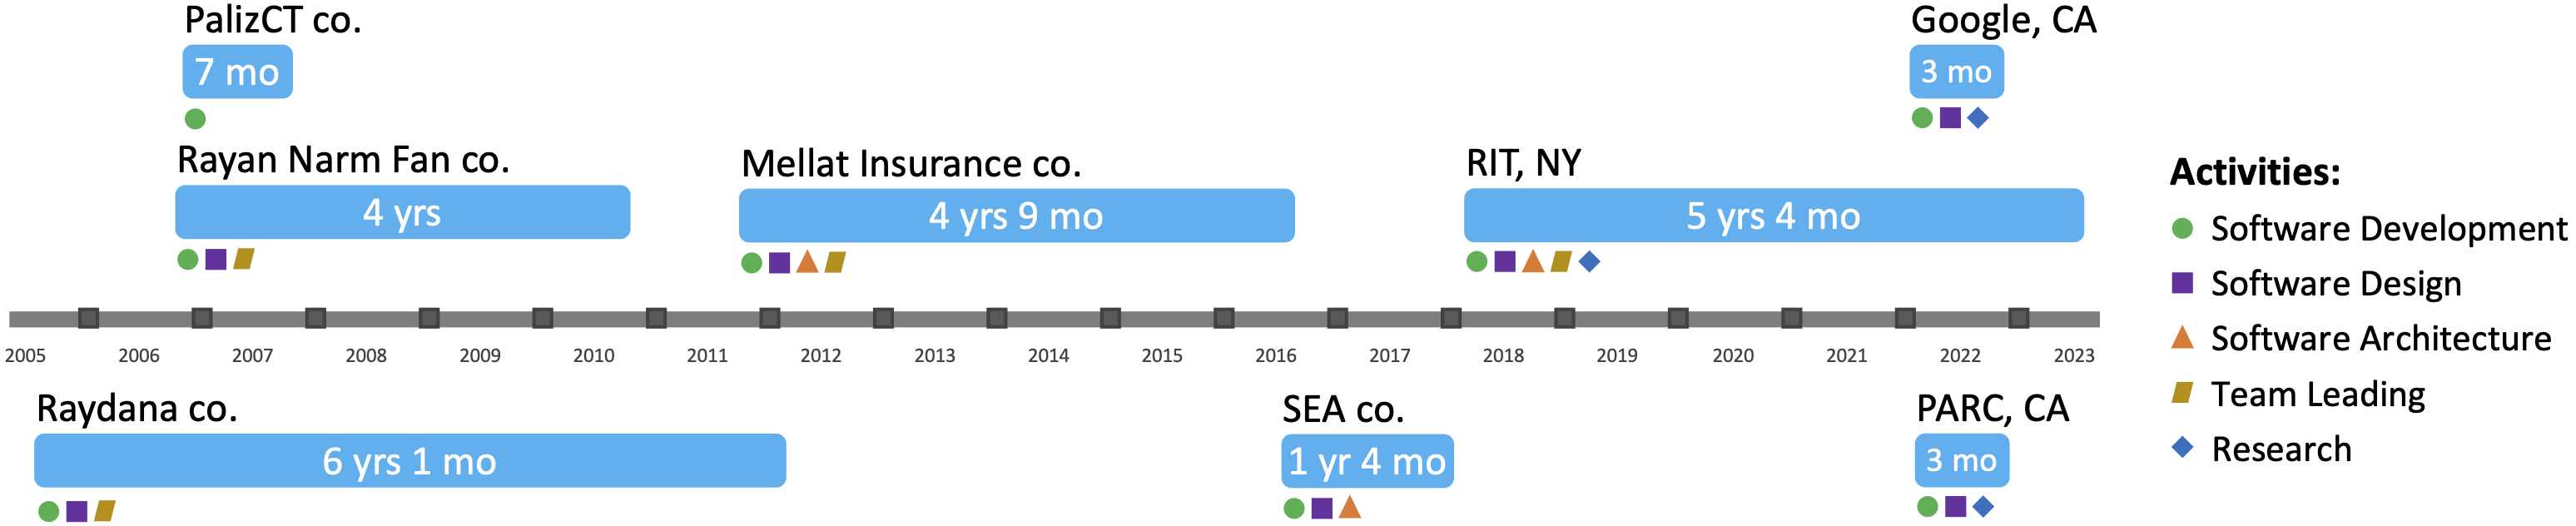 PalizCT co.
7 mo
Google, CA
3 mo
Rayan Narm Fan co.
4 yrs
Mellat Insurance co.
4 yrs 9 mo
RIT, NY
5 yrs 4 mo
2005 2006 2007 2008 2009 2010 2011 2012 2013 2014 2015 2016 2017 2018 2019 2020 2021 2022 2023
Raydana co.
6 yrs 1 mo
SEA co.
1 yr 4 mo
PARC, CA
3 mo
Activities:
Software Development
Software Design
Software Architecture
Team Leading
Research